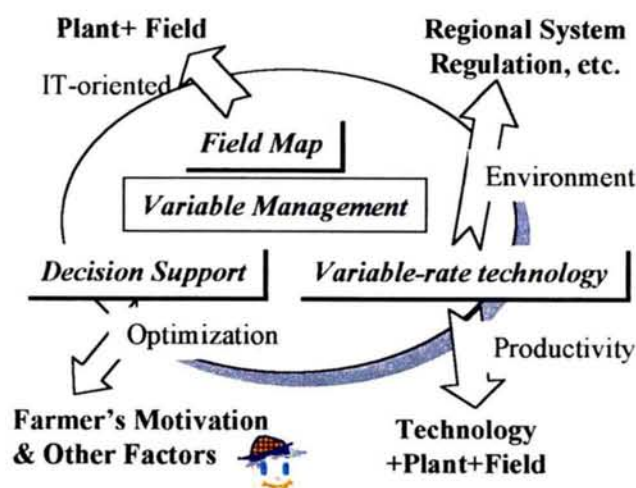 Plant+ Field
Regional System
Regulation, etc.
IT-oriented
Field Map
Environment
Variable Management
Decision Support
Variable-rate technology
Optimization
Productivity
Farmer's Motivation
& Other Factors
Technology
+Plant+Field